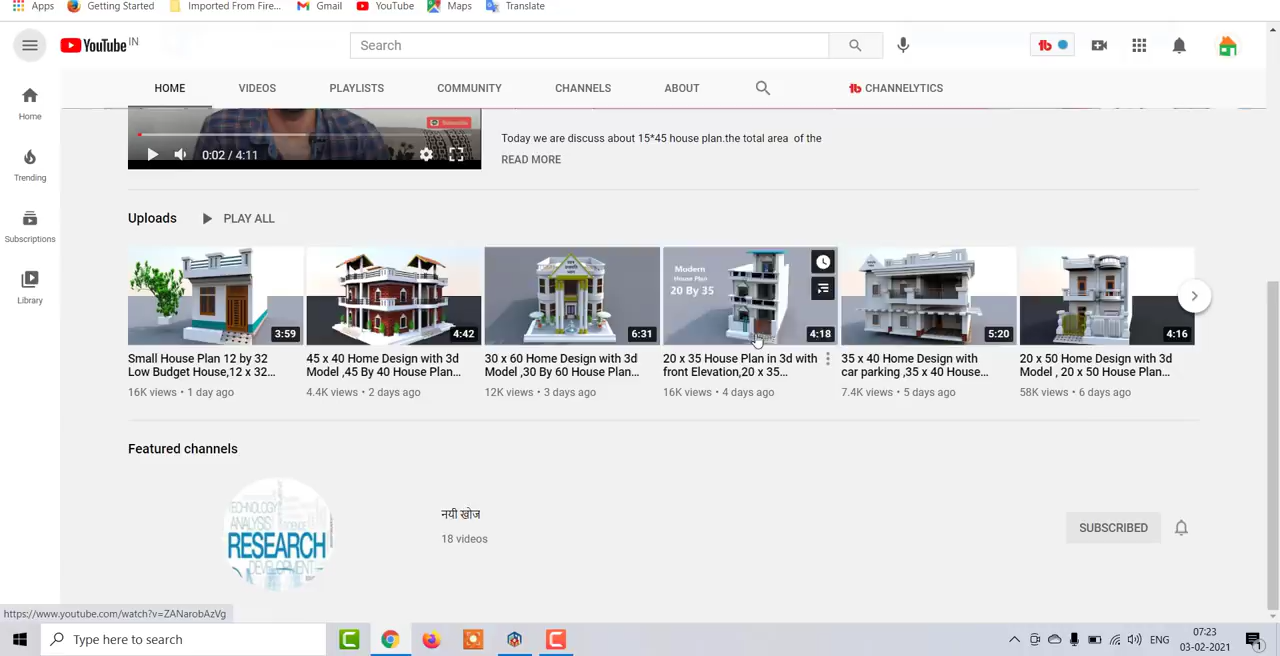 Apps Getting Started Imported From Fire... Gmail YouTube Maps Translate
YouTube IN Search
HOME VIDEOS PLAYLISTS COMMUNITY CHANNELS ABOUT CHANNELYTICS
Home
Trending
Subscriptions
Library
0:02 / 4:11
Today we are discuss about 15*45 house plan.the total area of the
READ MORE
Uploads PLAY ALL
Modern
House Plan
20 By 35
3:59 4:42 6:31 4:18 5:20 4:16
Small House Plan 12 by 32
Low Budget House,12 x 32...
16K views • 1 day ago
45 x 40 Home Design with 3d
Model ,45 By 40 House Plan...
4.4K views • 2 days ago
30 x 60 Home Design with 3d
Model ,30 By 60 House Plan...
12K views • 3 days ago
20 x 35 House Plan in 3d with
front Elevation,20 x 35...
16K views • 4 days ago
35 x 40 Home Design with
car parking ,35 x 40 House...
7.4K views • 5 days ago
20 x 50 Home Design with 3d
Model , 20 x 50 House Plan...
58K views • 6 days ago
Featured channels
TECHNOLOGY
ANALYSIS
RESEARCH
DEVELOPMENT
नयी खोज
18 videos
SUBSCRIBED
https://www.youtube.com/watch?v=ZANarobAzVg
Type here to search
ENG
07:23
03-02-2021
1